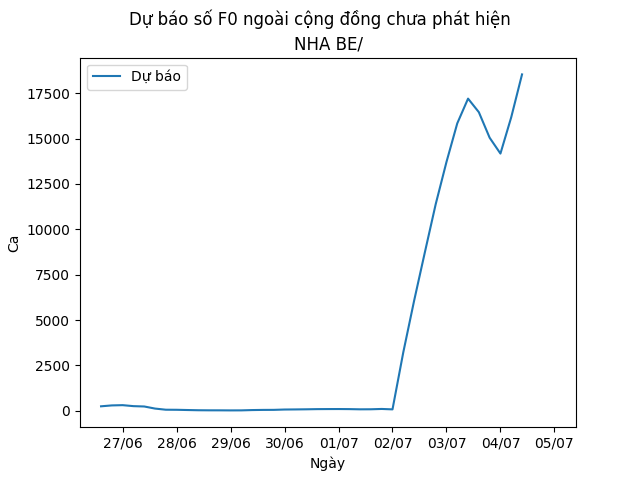 Dự báo số F0 ngoài cộng đồng chưa phát hiện
NHA BE/
Dự báo
17500
15000
12500
10000
7500
5000
2500
0
Ca
27/06 28/06 29/06 30/06 01/07 02/07 03/07 04/07 05/07
Ngày